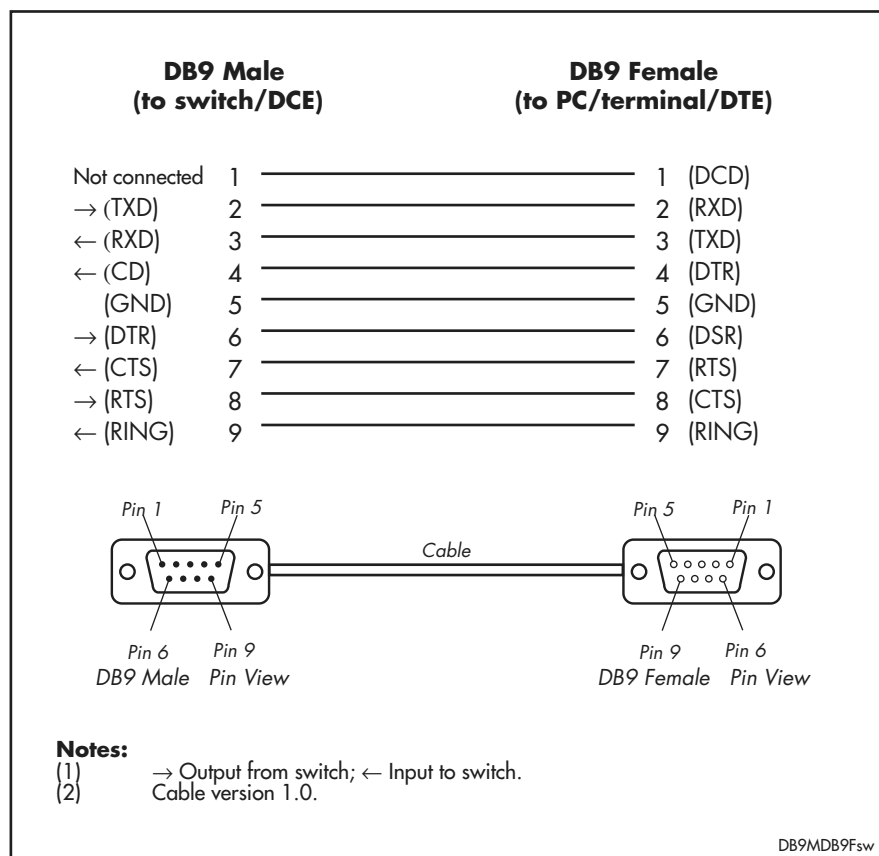 DB9 Male DB9 Female
(to switch/DCE) (to PC/terminal/DTE)
Not connected 1 1 (DCD)
→ (TXD) 2 2 (RXD)
← (RXD) 3 3 (TXD)
← (CD) 4 4 (DTR)
(GND) 5 5 (GND)
→ (DTR) 6 6 (DSR)
← (CTS) 7 7 (RTS)
→ (RTS) 8 8 (CTS)
← (RING) 9 9 (RING)
Pin 1 Pin 5 Pin 5 Pin 1
Cable
Pin 6 Pin 9 Pin 9 Pin 6
DB9 Male Pin View DB9 Female Pin View
Notes:
(1) → Output from switch; ← Input to switch.
(2) Cable version 1.0.
DB9MDB9Fsw